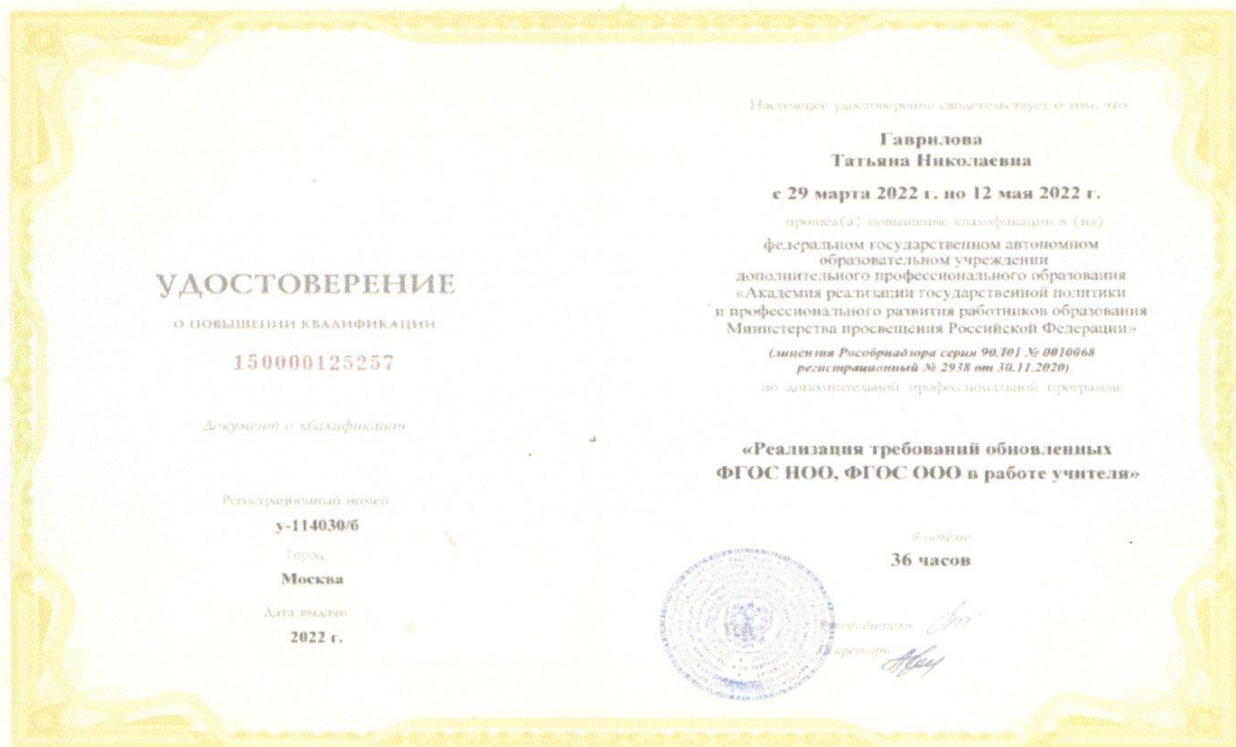 УДОСТОВЕРЕНИЕ
О ПОВЫШЕНИИ КВАЛИФИКАЦИИ
150000125257
Документ о квалификации
Регистрационный номер
у-114030/б
Город
Москва
Дата выдачи
2022 г.
Настоящее удостоверение свидетельствует о том, что
Гаврилова
Татьяна Николаевна
с 29 марта 2022 г. по 12 мая 2022 г.
прошёл(а) повышение квалификации в (на)
федеральном государственном автономном
образовательном учреждении
дополнительного профессионального образования
«Академия реализации государственной политики
и профессионального развития работников образования
Министерства просвещения Российской Федерации»
(лицензия Рособрнадзора серия 90Л01 № 0010068
регистрационный № 2938 от 30.11.2020)
по дополнительной профессиональной программе
«Реализация требований обновленных
ФГОС НОО, ФГОС ООО в работе учителя»
в объёме
36 часов
Руководитель
Секретарь